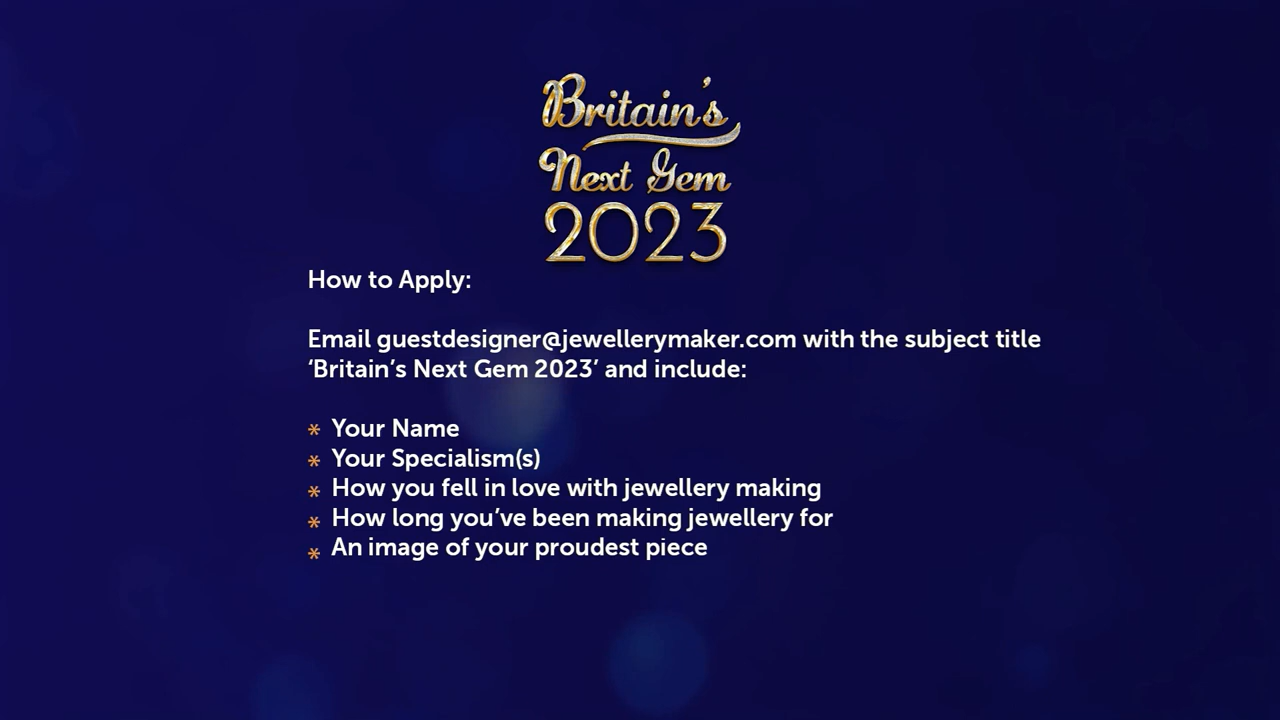 Britain's
Next Gem
2023
How to Apply:
Email guestdesigner@jewellerymaker.com with the subject title
‘Britain’s Next Gem 2023’ and include:
* Your Name
* Your Specialism(s)
* How you fell in love with jewellery making
* How long you’ve been making jewellery for
* An image of your proudest piece